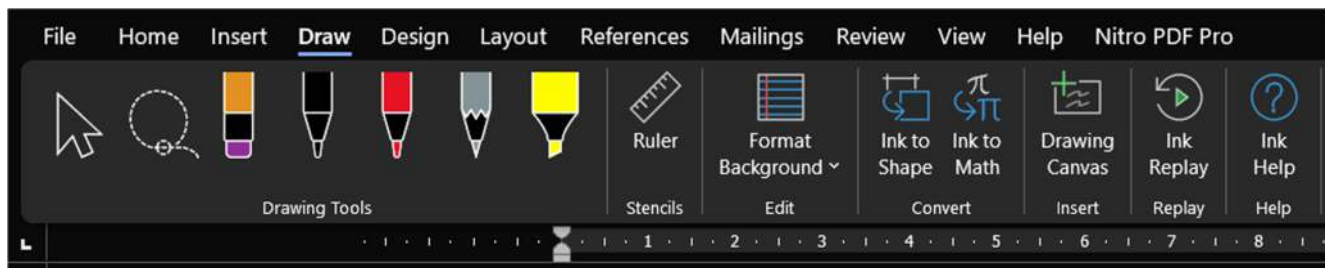 File Home Insert Draw Design Layout References Mailings Review View Help Nitro PDF Pro
Ruler Format Background Ink to Shape Ink to Math Drawing Canvas Ink Replay Ink Help
Drawing Tools Stencils Edit Convert Insert Replay Help
1 2 3 4 5 6 7 8